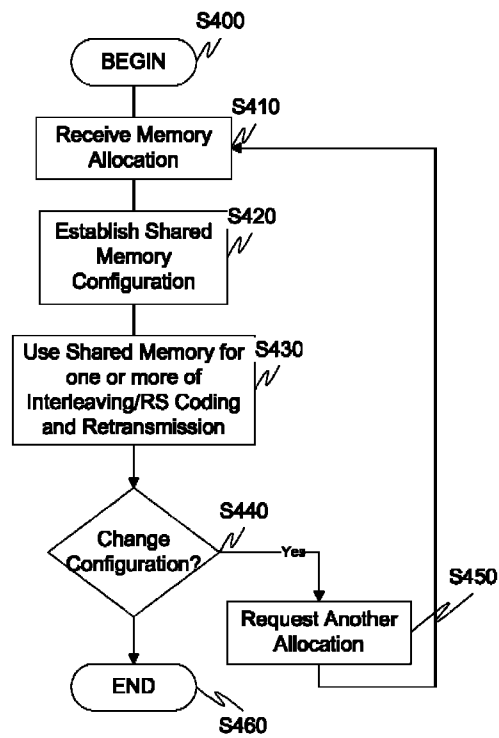 S400
BEGIN
S410
Receive Memory
Allocation
S420
Establish Shared
Memory
Configuration
S430
Use Shared Memory for
one or more of
Interleaving/RS Coding
and Retransmission
S440
Change
Configuration?
Yes
S450
Request Another
Allocation
END
S460